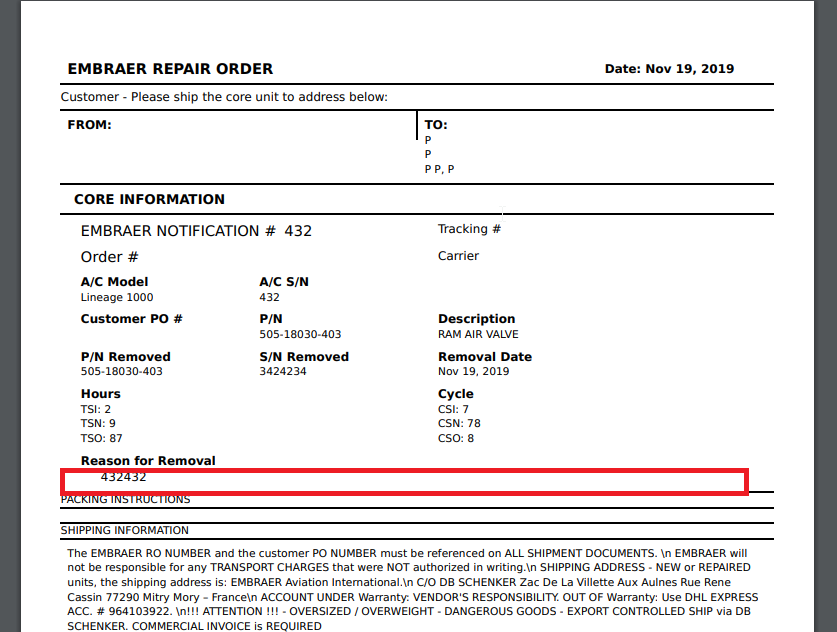 EMBRAER REPAIR ORDER
Date: Nov 19, 2019
Customer - Please ship the core unit to address below:
FROM:
TO:
P
P
P P, P
CORE INFORMATION
EMBRAER NOTIFICATION # 432
Tracking #
Order #
Carrier
A/C Model
A/C S/N
Lineage 1000
432
Customer PO #
P/N
Description
505-18030-403
RAM AIR VALVE
P/N Removed
S/N Removed
Removal Date
505-18030-403
3424234
Nov 19, 2019
Hours
Cycle
TSI: 2
CSI: 7
TSN: 9
CSN: 78
TSO: 87
CSO: 8
Reason for Removal
432432
PACKING INSTRUCTIONS
SHIPPING INFORMATION
The EMBRAER RO NUMBER and the customer PO NUMBER must be referenced on ALL SHIPMENT DOCUMENTS. \n EMBRAER will
not be responsible for any TRANSPORT CHARGES that were NOT authorized in writing.\n SHIPPING ADDRESS - NEW or REPAIRED
units, the shipping address is: EMBRAER Aviation International.\n C/O DB SCHENKER Zac De La Villette Aux Aulnes Rue Rene
Cassin 77290 Mitry Mory – France\n ACCOUNT UNDER Warranty: VENDOR'S RESPONSIBILITY. OUT OF Warranty: Use DHL EXPRESS
ACC. # 964103922. \n!!! ATTENTION !!! - OVERSIZED / OVERWEIGHT - DANGEROUS GOODS - EXPORT CONTROLLED SHIP via DB
SCHENKER. COMMERCIAL INVOICE is REQUIRED